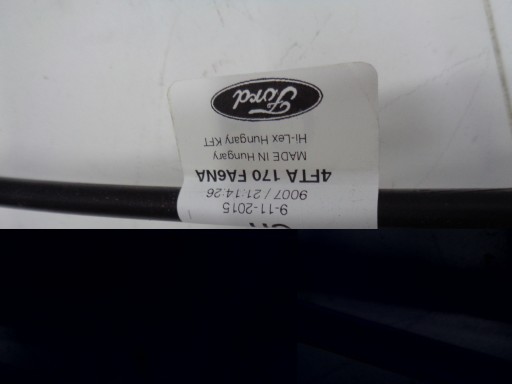 9-11-2015
9007 / 21:14:26
4FTA 170 FA6NA
MADE IN Hungary
Hi-Lex Hungary KFT
Ford